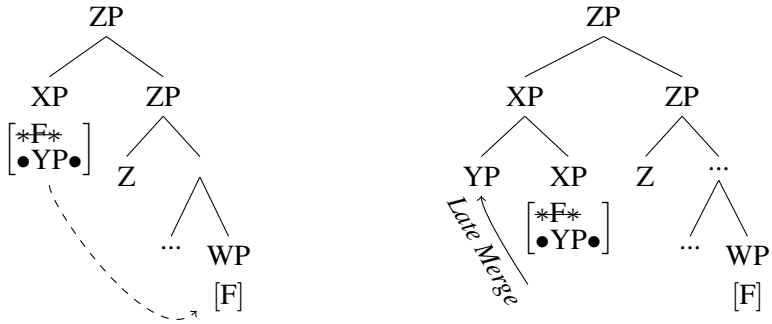 ZP ZP
XP ZP XP ZP
[*F*
•YP•] Z YP XP Z ...
Late Merge [*F*
•YP•]
... WP ... WP
[F] [F]